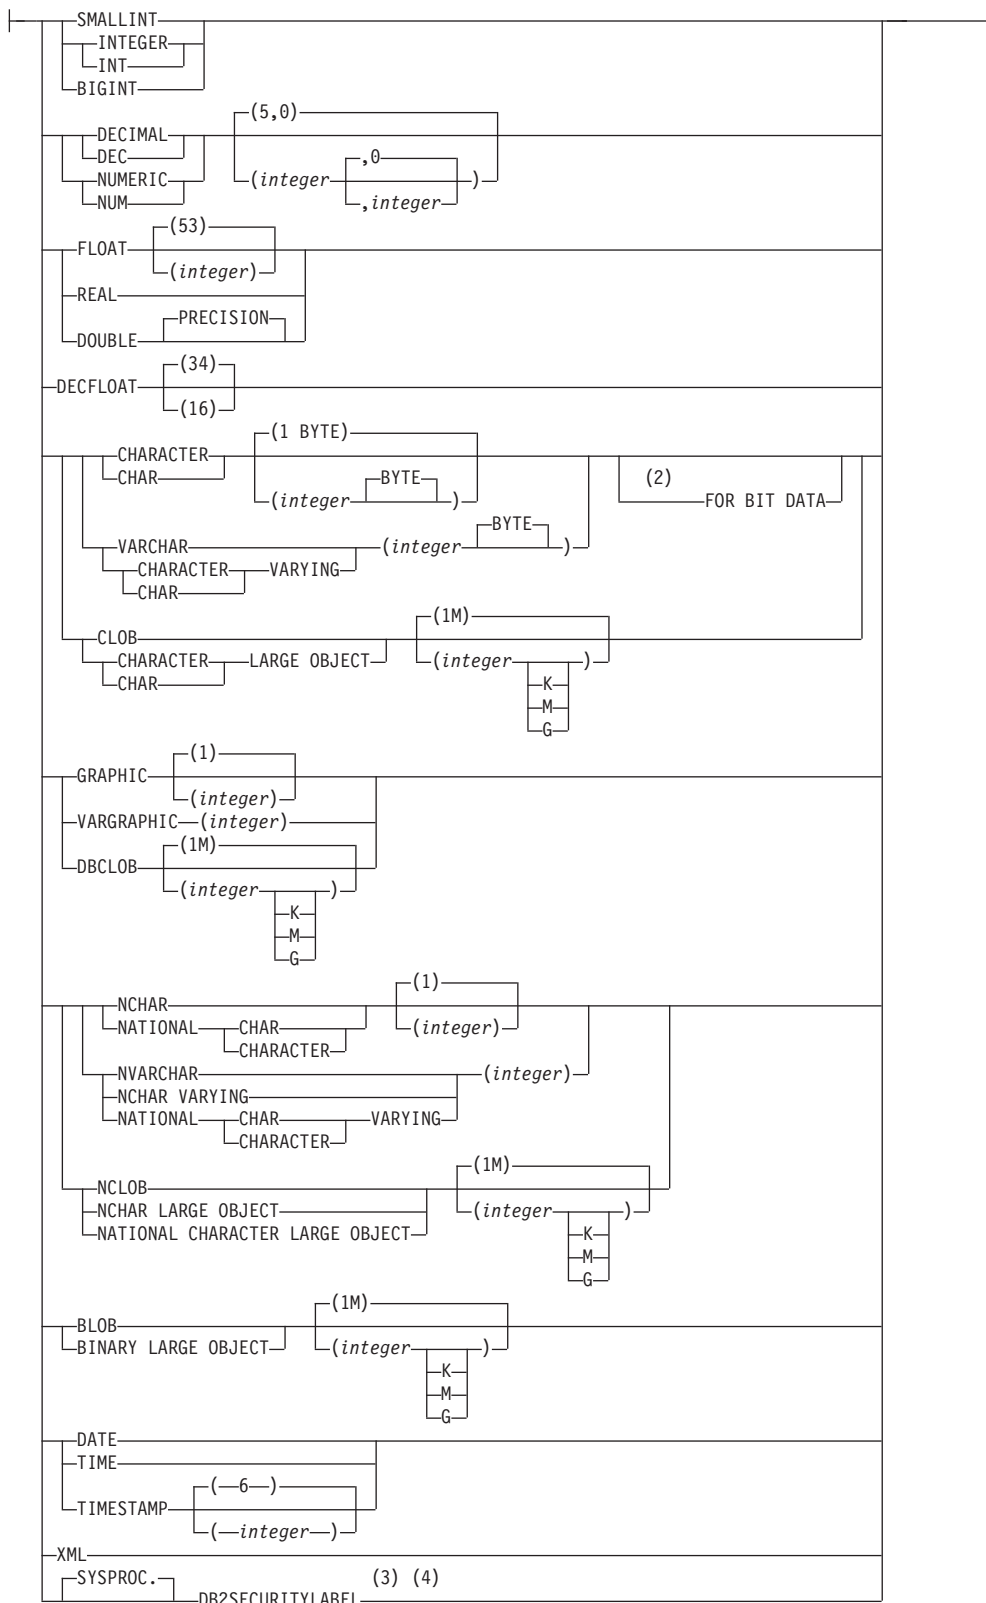 SMALLINT
INTEGER
INT
BIGINT
(5,0)
DECIMAL
DEC
,0
NUMERIC
(integer )
NUM
,integer
(53)
FLOAT
(integer)
REAL
PRECISION
DOUBLE
(34)
DECFLOAT
(16)
(1 BYTE)
CHARACTER
CHAR
BYTE
(2)
(integer )
FOR BIT DATA
BYTE
VARCHAR
(integer )
CHARACTER VARYING
CHAR
(1M)
CLOB
CHARACTER LARGE OBJECT
(integer )
CHAR
K
M
G
(1)
GRAPHIC
(integer)
VARGRAPHIC (integer)
(1M)
DBCLOB
(integer )
K
M
G
(1)
NCHAR
NATIONAL CHAR
(integer)
CHARACTER
NVARCHAR (integer)
NCHAR VARYING
NATIONAL CHAR VARYING
CHARACTER
(1M)
NCLOB
NCHAR LARGE OBJECT
(integer )
NATIONAL CHARACTER LARGE OBJECT
K
M
G
(1M)
BLOB
BINARY LARGE OBJECT
(integer )
K
M
G
DATE
TIME
( 6 )
TIMESTAMP
( integer )
XML
SYSPROC.
(3) (4)
DB2SECURITYLABEL